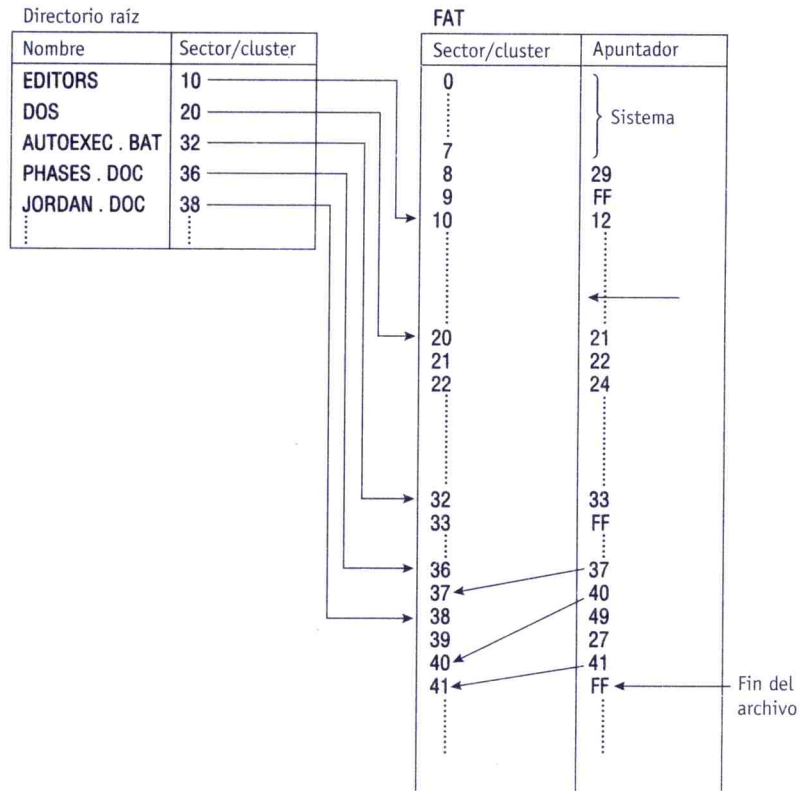 Directorio raíz
Nombre Sector/cluster
EDITORS 10
DOS 20
AUTOEXEC . BAT 32
PHASES . DOC 36
JORDAN . DOC 38
FAT
Sector/cluster Apuntador
0
Sistema
7
8 29
9 FF
10 12
20 21
21 22
22 24
32 33
33 FF
36 37
37 40
38 49
39 27
40 41
41 FF
Fin del
archivo